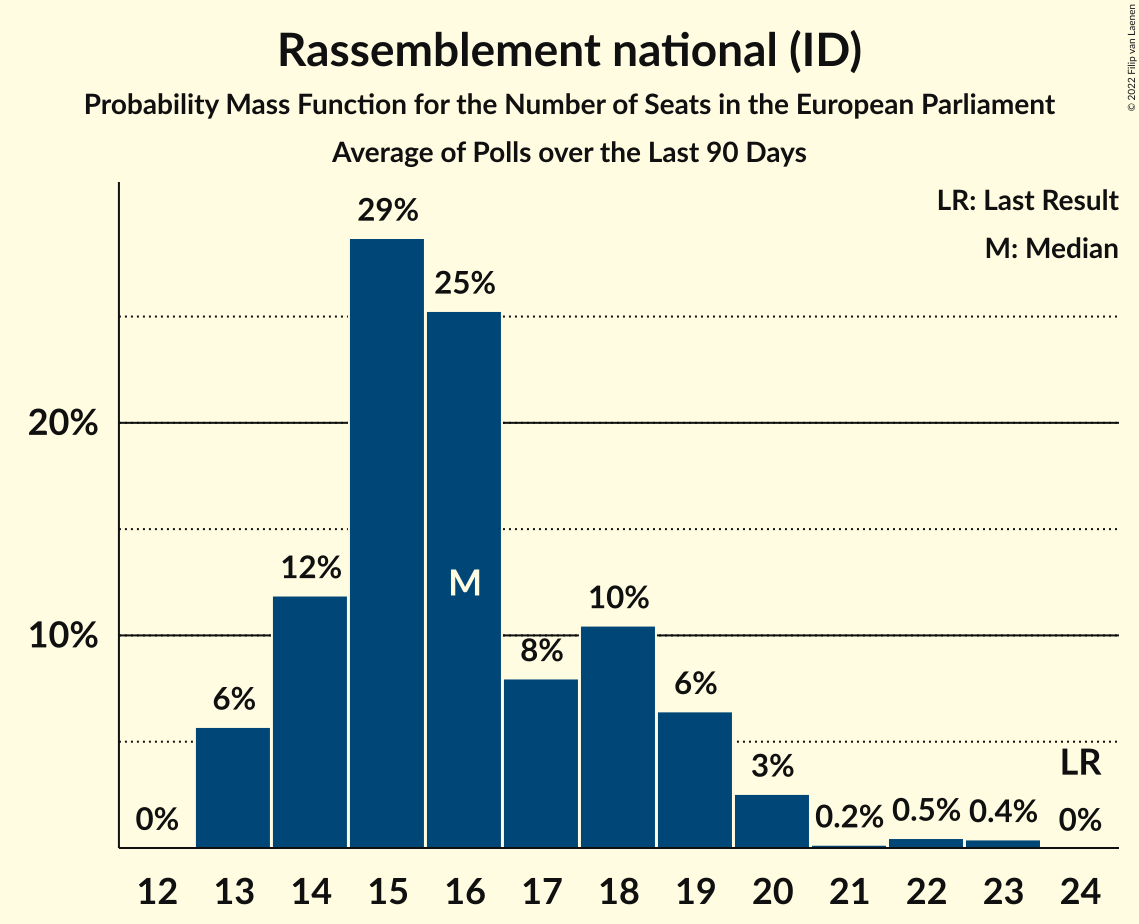 Rassemblement national (ID)
Probability Mass Function for the Number of Seats in the European Parliament
Average of Polls over the Last 90 Days
© 2022 Filip van Laenen
LR: Last Result
M: Median
29%
25%
20%
12%
M
10%
10%
8%
6%
6%
3%
LR
0%
0.2%
0.5%
0.4%
0%
12 13 14 15 16 17 18 19 20 21 22 23 24